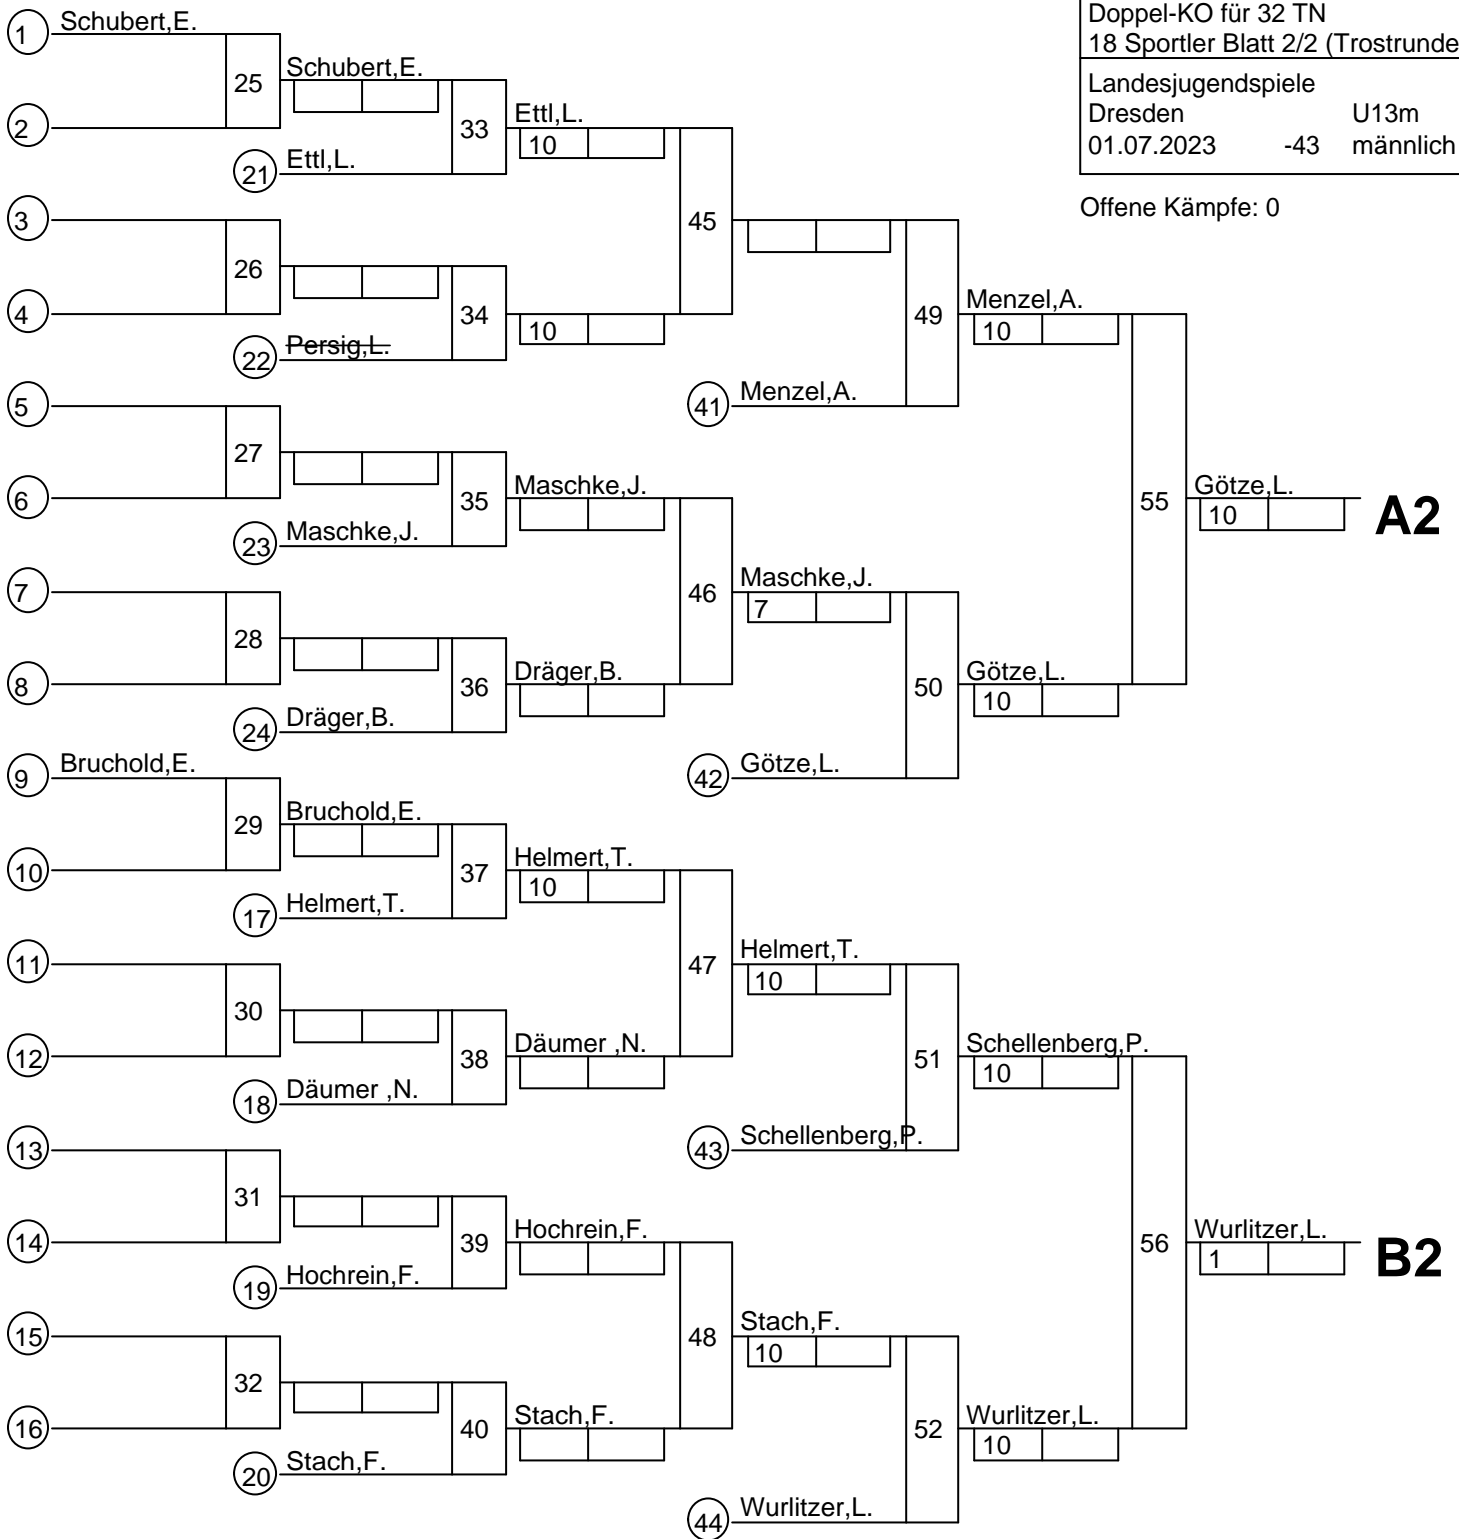 Doppel-KO für 32 TN
18 Sportler Blatt 2/2 (Trostrunde
Landesjugendspiele
Dresden U13m
01.07.2023 -43 männlich
Offene Kämpfe: 0
1 Schubert,E.
25 Schubert,E.
2
33 Ettl,L.
10
21 Ettl,L.
3
45
26
4
34
10
22 Persig,L.
49 Menzel,A.
10
41 Menzel,A.
5
27
6
35 Maschke,J.
23 Maschke,J.
55 Götze,L.
10
A2
7
46 Maschke,J.
7
28
8
36 Dräger,B.
24 Dräger,B.
50 Götze,L.
10
42 Götze,L.
9 Bruchold,E.
29 Bruchold,E.
10
37 Helmert,T.
10
17 Helmert,T.
11
47 Helmert,T.
10
30
12
38 Däumer ,N.
18 Däumer ,N.
51 Schellenberg,P.
10
43 Schellenberg,P.
13
31
14
39 Hochrein,F.
19 Hochrein,F.
56 Wurlitzer,L.
1
B2
15
48 Stach,F.
10
32
16
40 Stach,F.
20 Stach,F.
52 Wurlitzer,L.
10
44 Wurlitzer,L.